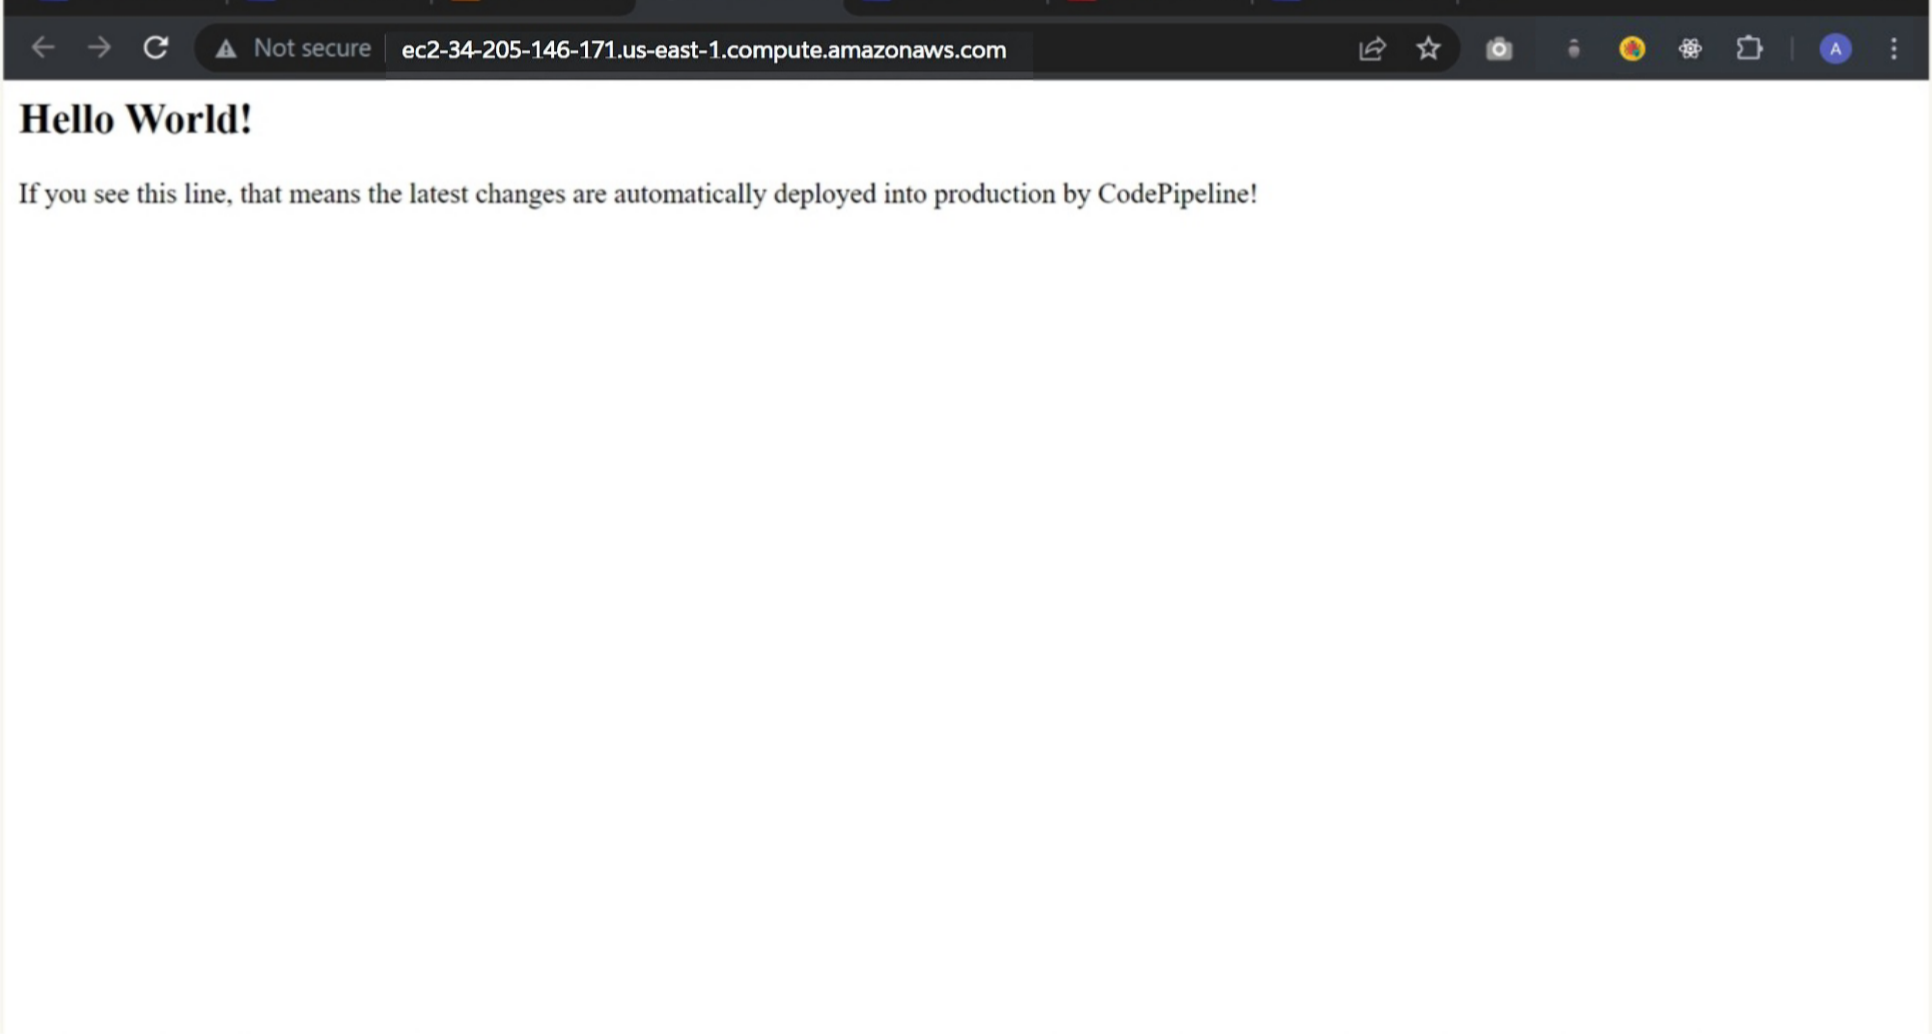 Not secure ec2-34-205-146-171.us-east-1.compute.amazonaws.com A
Hello World!
If you see this line, that means the latest changes are automatically deployed into production by CodePipeline!